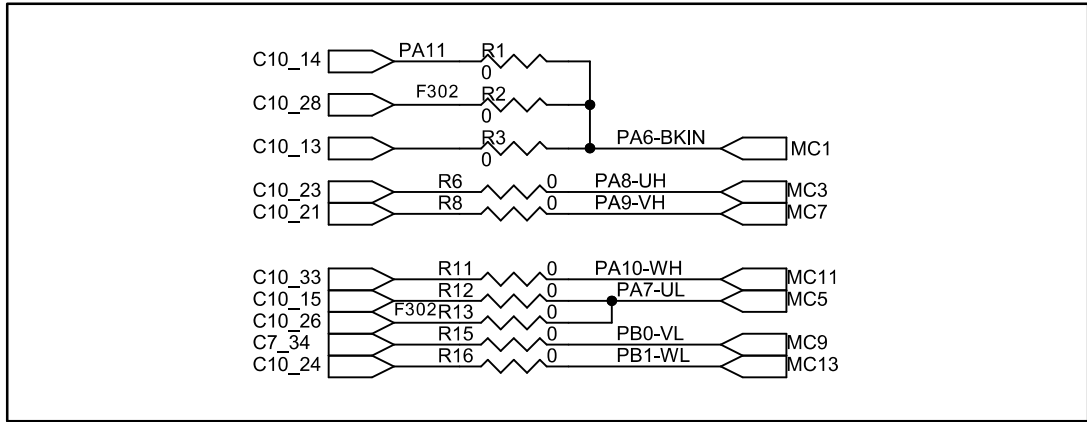 C10_14 PA11 R1 0
C10_28 F302 R2 0
C10_13 R3 0 PA6-BKIN MC1
C10_23 R6 0 PA8-UH MC3
C10_21 R8 0 PA9-VH MC7
C10_33 R11 0 PA10-WH MC11
C10_15 R12 0 PA7-UL MC5
C10_26 F302 R13 0
C7_34 R15 0 PB0-VL MC9
C10_24 R16 0 PB1-WL MC13